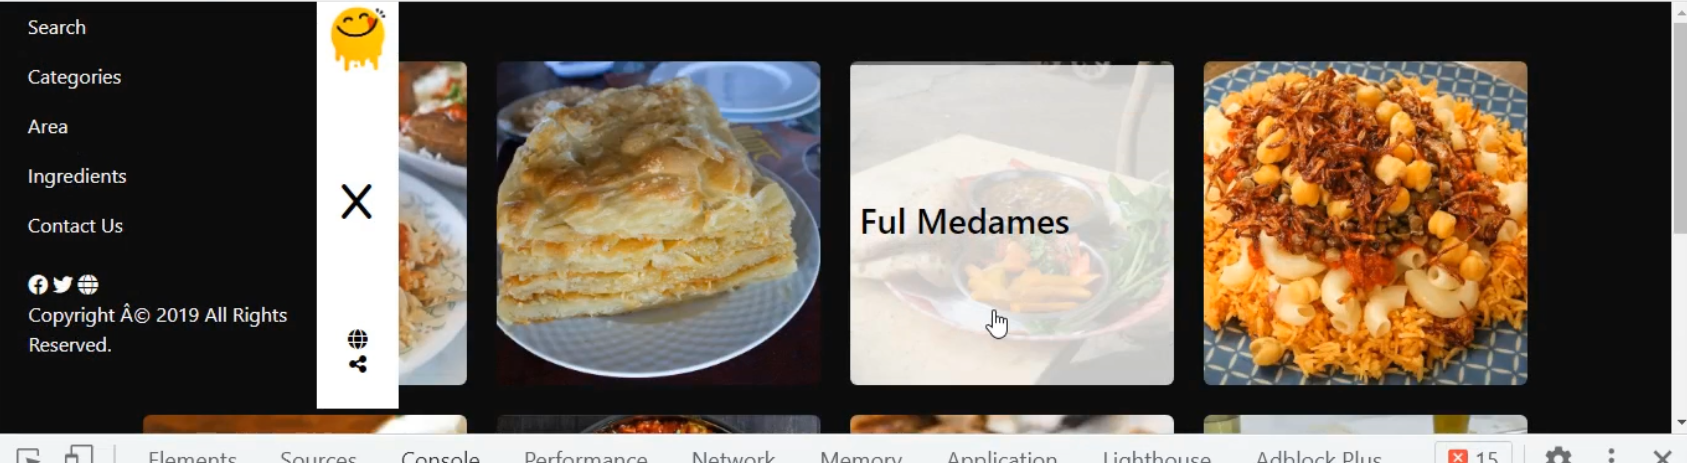 Search
Categories
Area
Ingredients
Contact Us
Copyright Â© 2019 All Rights
Reserved.
Ful Medames
Elements Sources Console Performance Network Memory Application Lighthouse Adblock Plus 15